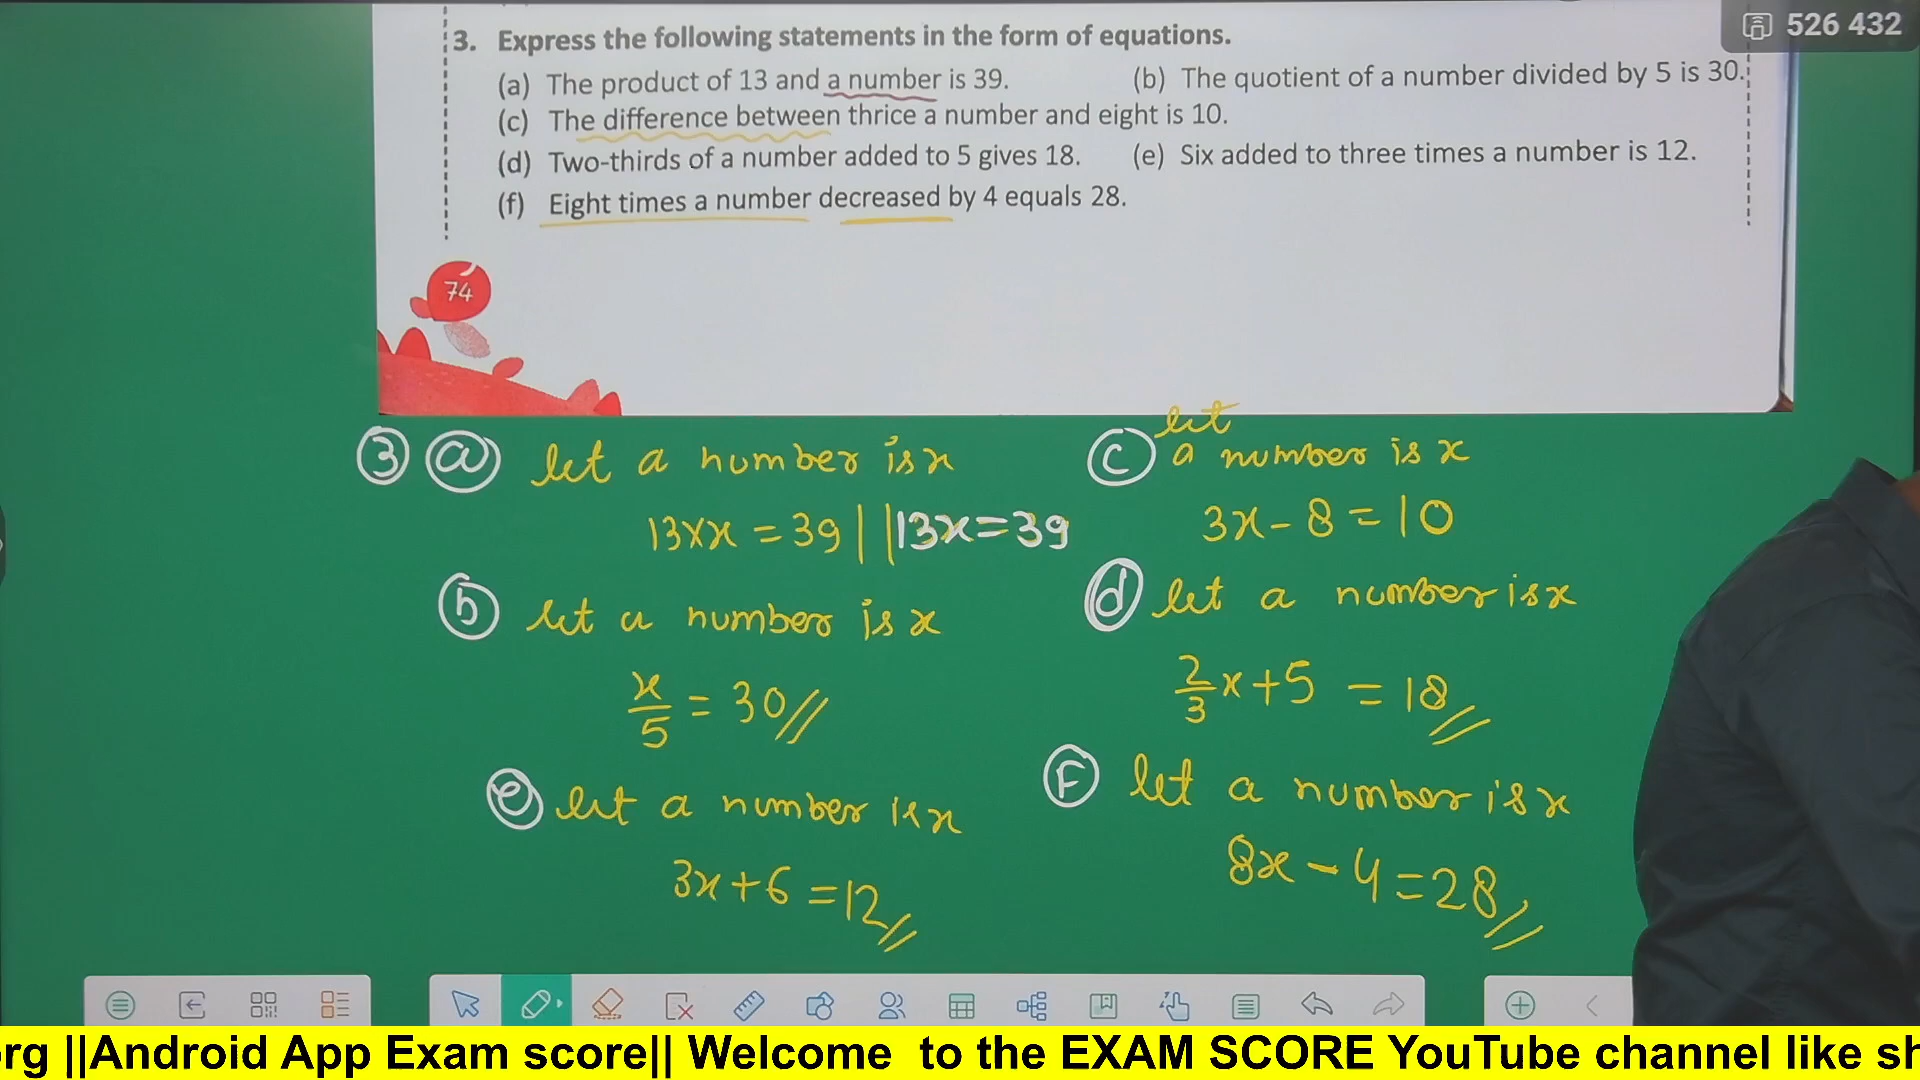 526 432
3. Express the following statements in the form of equations.
(a) The product of 13 and a number is 39. (b) The quotient of a number divided by 5 is 30.
(c) The difference between thrice a number and eight is 10.
(d) Two-thirds of a number added to 5 gives 18. (e) Six added to three times a number is 12.
(f) Eight times a number decreased by 4 equals 28.
74
3 a let a number is x
13×x = 39 || 13x=39
b let a number is x
x/5 = 30//
e let a number is x
3x+6 =12//
c let a number is x
3x-8=10
d let a number is x
2/3 x+5 = 18//
F let a number is x
8x-4=28//
org ||Android App Exam score|| Welcome to the EXAM SCORE YouTube channel like sh